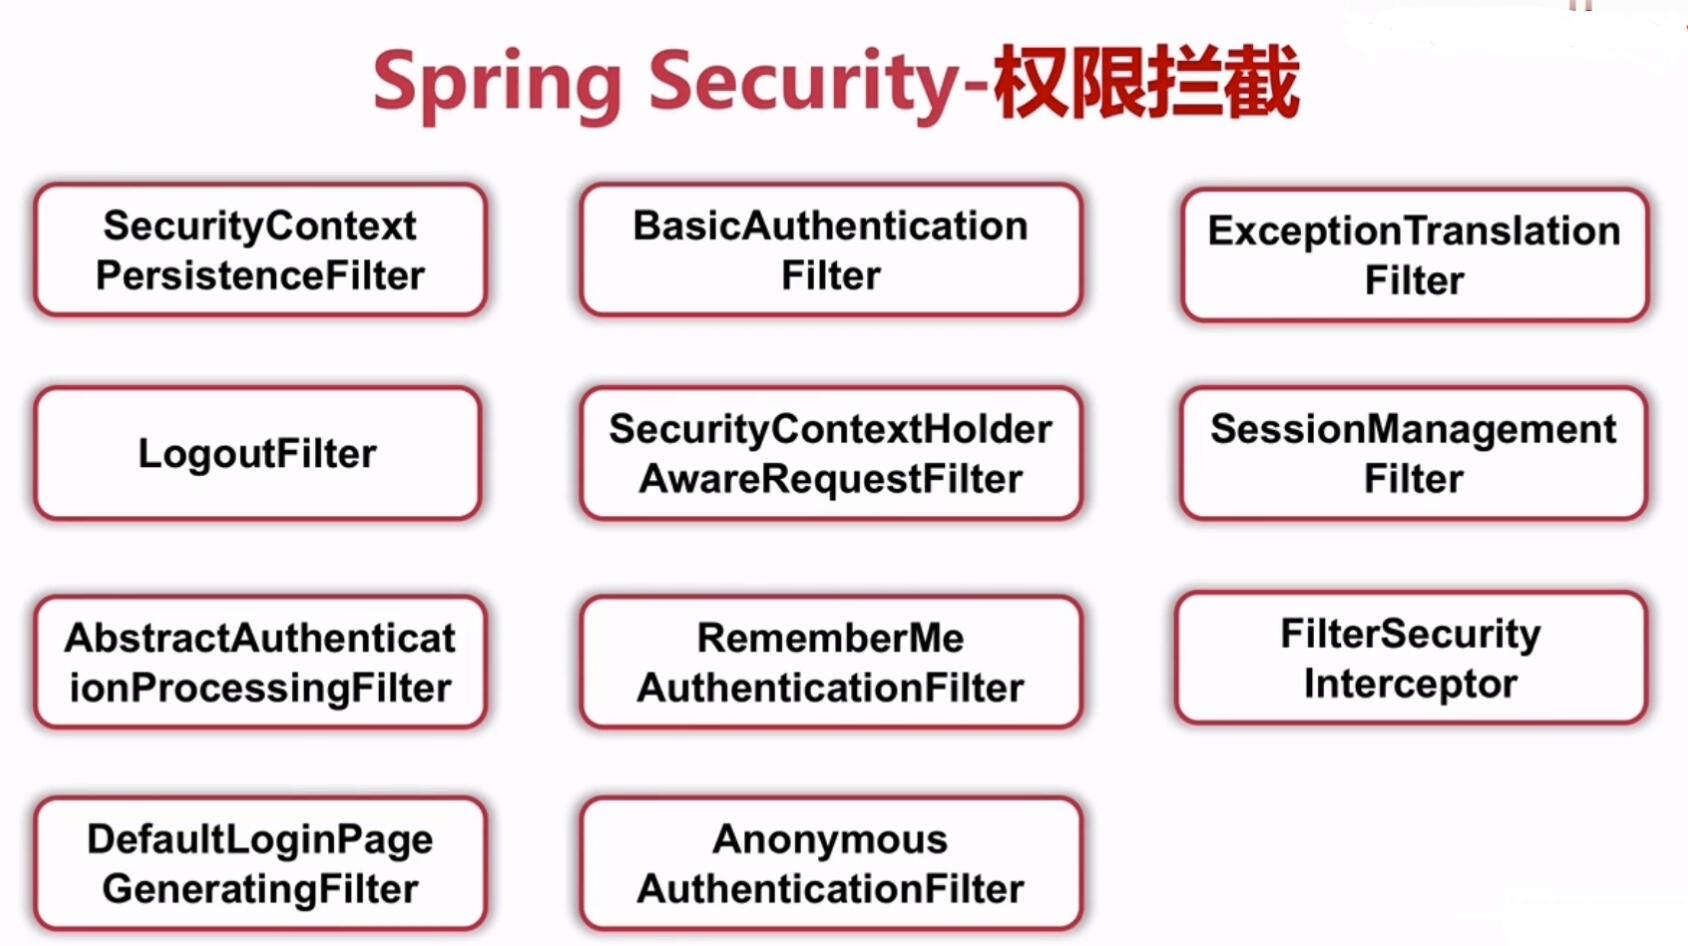 Spring Security-权限拦截
SecurityContext
PersistenceFilter
BasicAuthentication
Filter
ExceptionTranslation
Filter
LogoutFilter
SecurityContextHolder
AwareRequestFilter
SessionManagement
Filter
AbstractAuthenticat
ionProcessingFilter
RememberMe
AuthenticationFilter
FilterSecurity
Interceptor
DefaultLoginPage
GeneratingFilter
Anonymous
AuthenticationFilter